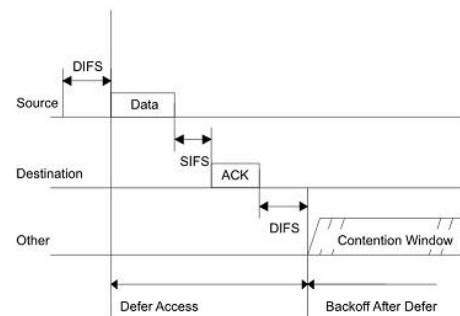 DIFS
Source
Data
SIFS
Destination
ACK
DIFS
Other
Contention Window
Defer Access
Backoff After Defer